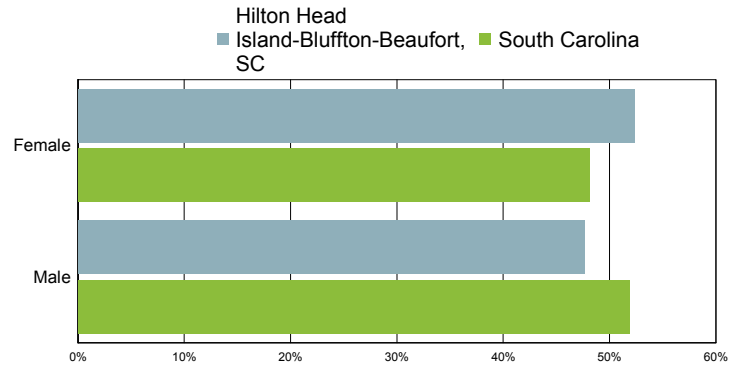 Hilton Head
Island-Bluffton-Beaufort, South Carolina
SC
Female
Male
0% 10% 20% 30% 40% 50% 60%